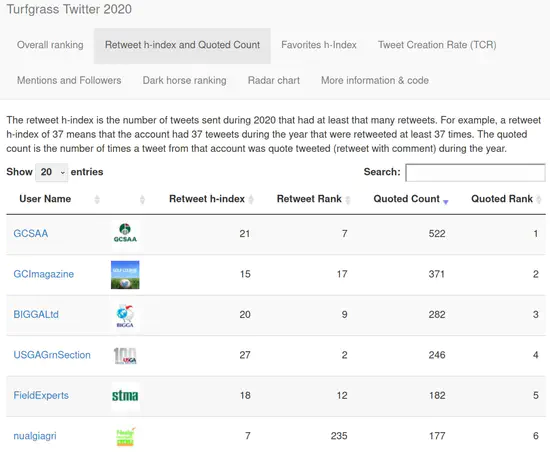 Turfgrass Twitter 2020
Overall ranking
Retweet h-index and Quoted Count
Favorites h-Index
Tweet Creation Rate (TCR)
Mentions and Followers
Dark horse ranking
Radar chart
More information & code
The retweet h-index is the number of tweets sent during 2020 that had at least that many retweets. For example, a retweet
h-index of 37 means that the account had 37 teweets during the year that were retweeted at least 37 times. The quoted
count is the number of times a tweet from that account was quote tweeted (retweet with comment) during the year.
Show 20 entries
Search:
User Name Retweet h-index Retweet Rank Quoted Count Quoted Rank
GCSAA GCSAA 21 7 522 1
GCImagazine 15 17 371 2
BIGGALtd BIGGA 20 9 282 3
USGAGrnSection 100 USGA 27 2 246 4
FieldExperts stma 18 12 182 5
nualgiagri 7 235 177 6